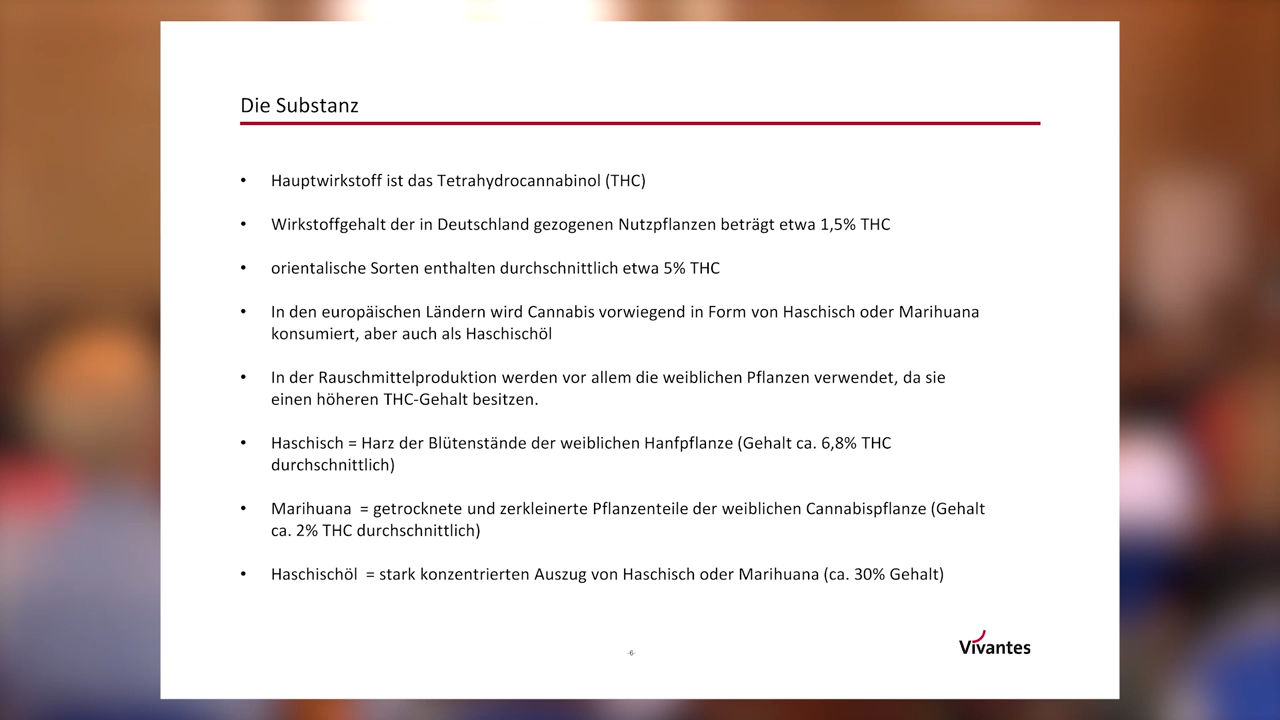 Die Substanz
• Hauptwirkstoff ist das Tetrahydrocannabinol (THC)
• Wirkstoffgehalt der in Deutschland gezogenen Nutzpflanzen beträgt etwa 1,5% THC
• orientalische Sorten enthalten durchschnittlich etwa 5% THC
• In den europäischen Ländern wird Cannabis vorwiegend in Form von Haschisch oder Marihuana
konsumiert, aber auch als Haschischöl
• In der Rauschmittelproduktion werden vor allem die weiblichen Pflanzen verwendet, da sie
einen höheren THC-Gehalt besitzen.
• Haschisch = Harz der Blütenstände der weiblichen Hanfpflanze (Gehalt ca. 6,8% THC
durchschnittlich)
• Marihuana = getrocknete und zerkleinerte Pflanzenteile der weiblichen Cannabispflanze (Gehalt
ca. 2% THC durchschnittlich)
• Haschischöl = stark konzentrierten Auszug von Haschisch oder Marihuana (ca. 30% Gehalt)
-6-
Vivantes